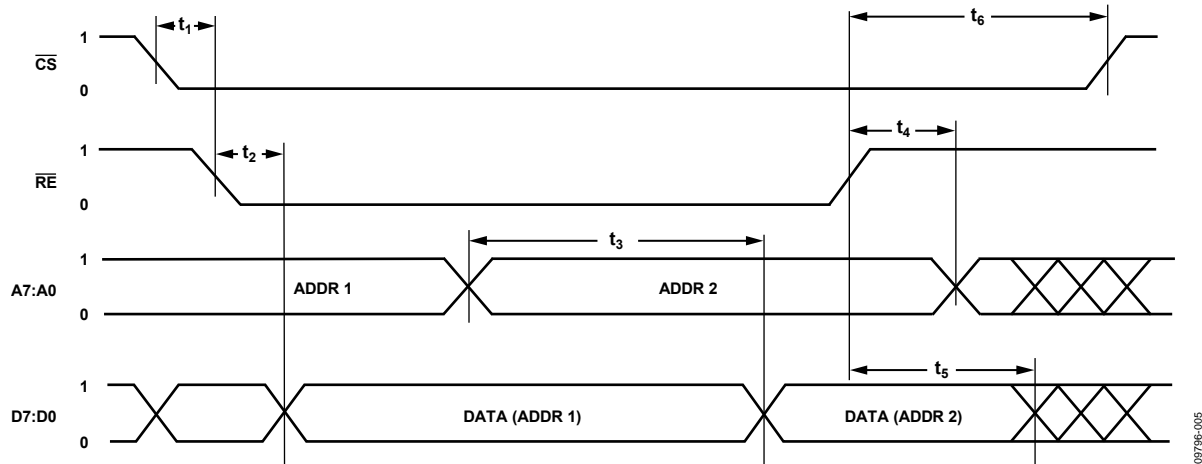 t1
t6
1
CS
0
t4
1
t2
RE
0
t3
1
A7:A0
ADDR 1
ADDR 2
0
t5
1
D7:D0
DATA (ADDR 1)
DATA (ADDR 2)
0
09796-005